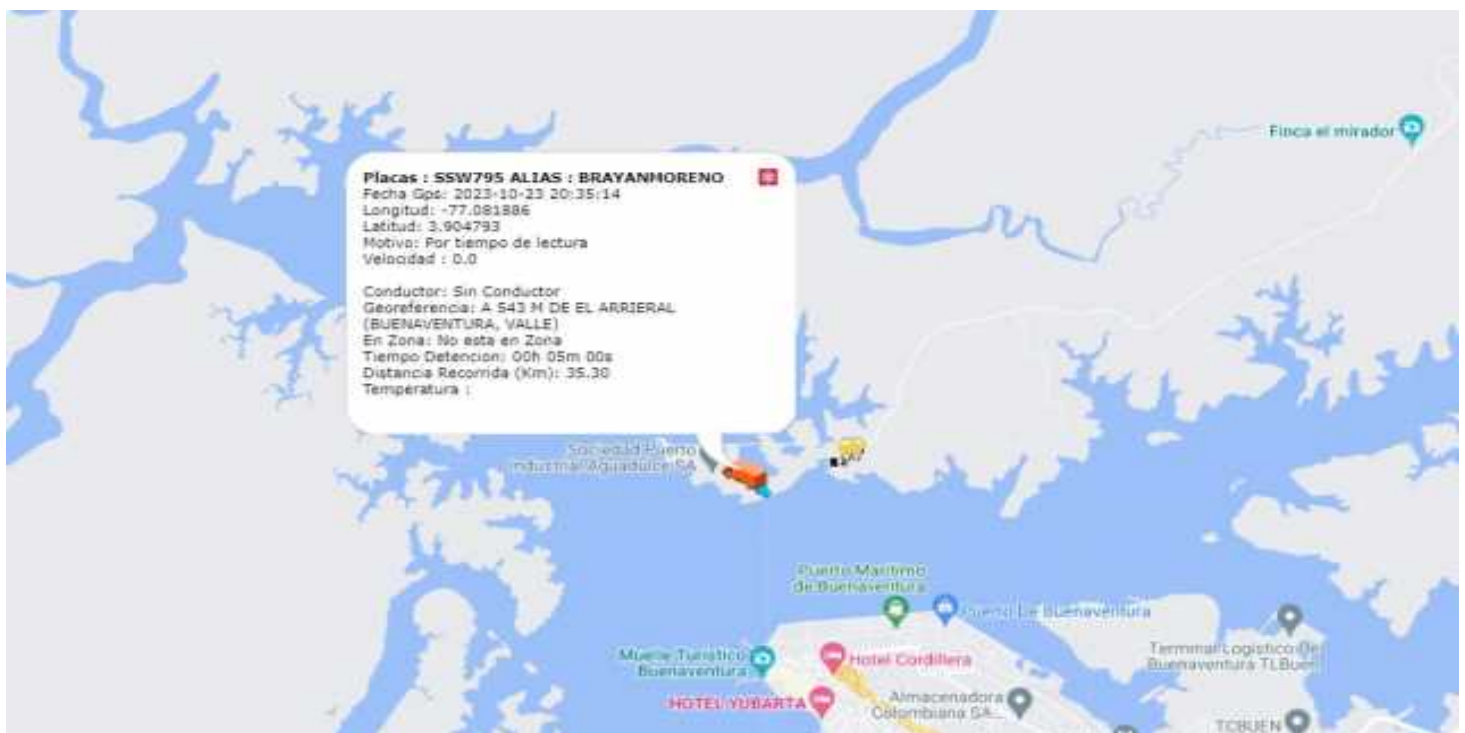 Finca el mirador
Placas : SSW795 ALIAS : BRAYANMORENO
Fecha Gps: 2023-10-23 20:35:14
Longitud: -77.081886
Latitud: 3.904793
Motivo: Por tiempo de lectura
Velocidad : 0.0
Conductor: Sin Conductor
Georeferencia: A 543 M DE EL ARRIERAL
(BUENAVENTURA, VALLE)
En Zona: No esta en Zona
Tiempo Detencion: 00h 05m 00s
Distancia Recorrida (Km): 35.30
Temperatura :
Sociedad Puerto
Industrial Aguadulce SA
Puerto Marítimo
de Buenaventura
Puerto De Buenaventura
Muelle Turístico
Buenaventura
Hotel Cordillera
Terminal Logístico De
Buenaventura TLBuen
HOTEL YUBARTA
Almacenadora
Colombiana SA...
TCBUEN